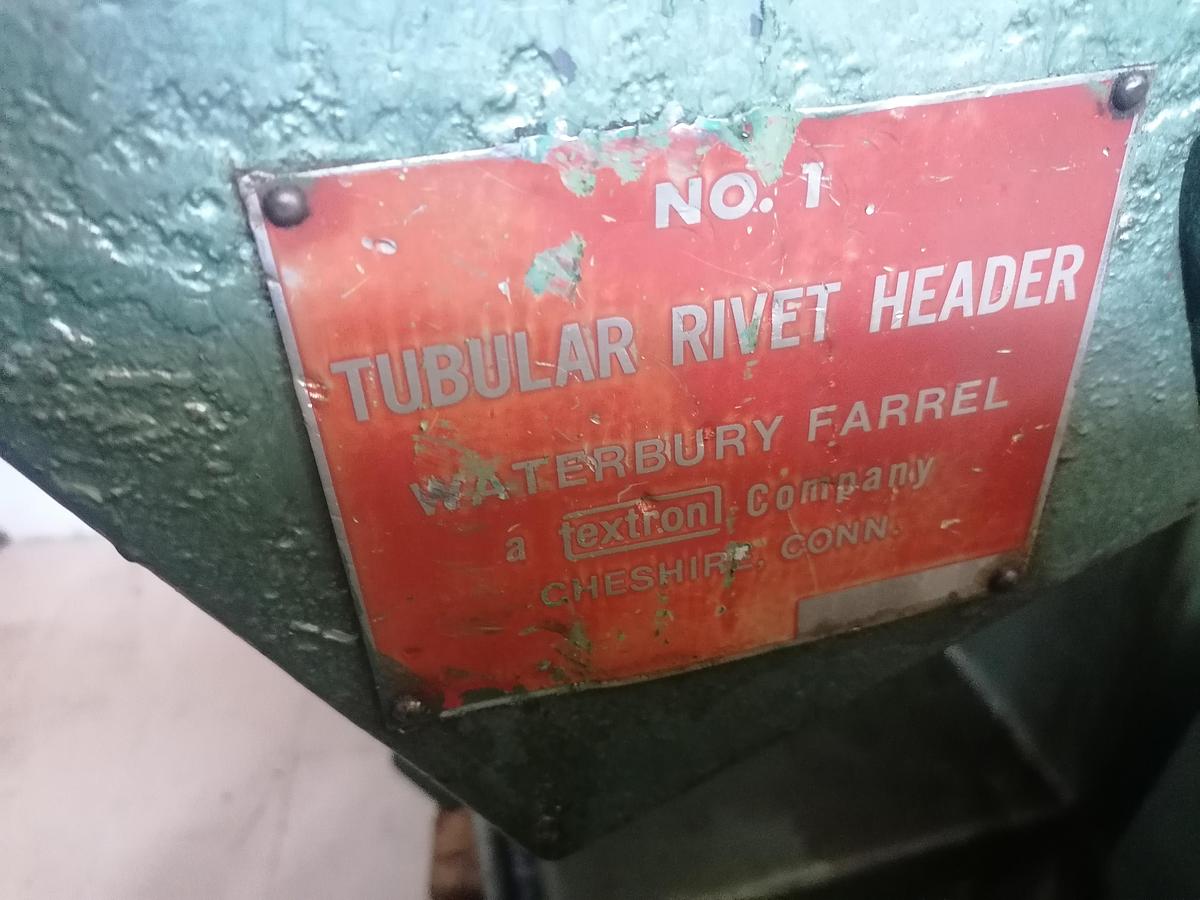 NO. 1
TUBULAR RIVET HEADER
WATERBURY FARREL
a textron Company
CHESHIRE, CONN.